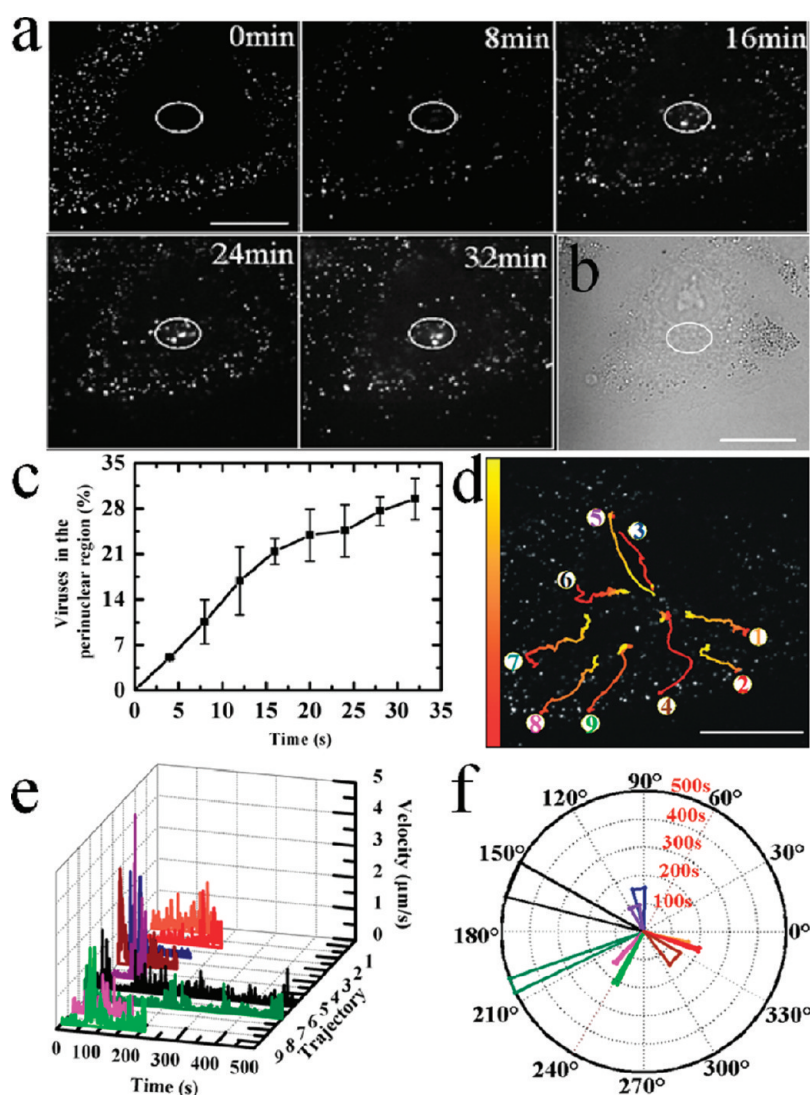 a
0min
8min
16min
24min
32min
b
c
Viruses in the
perinuclear region (%)
35
28
21
14
7
0
0 5 10 15 20 25 30 35
Time (s)
d
5
3
6
1
7
2
8
9
4
e
5
4
3
2
1
0
Velocity (μm/s)
1
2
3
4
5
6
7
8
9
Trajectory
0 100 200 300 400 500
Time (s)
f
90°
120°
60°
150°
30°
180°
0°
210°
330°
240°
300°
270°
500s
400s
300s
200s
100s